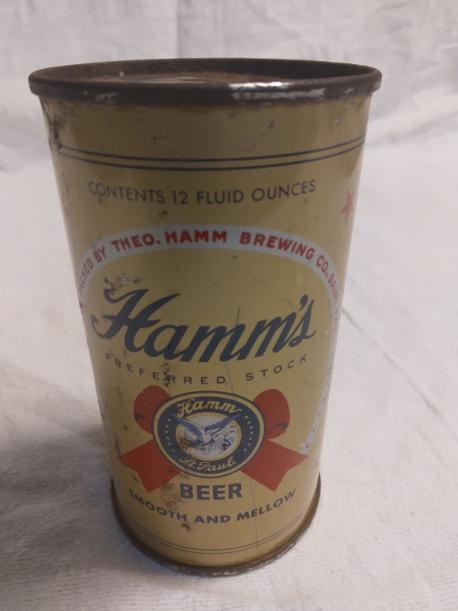 CONTENTS 12 FLUID OUNCES
BY THEO. HAMM BREWING CO., SAINT
Hamm's
PREFERRED STOCK
Hamm
St. Paul.
BEER
SMOOTH AND MELLOW